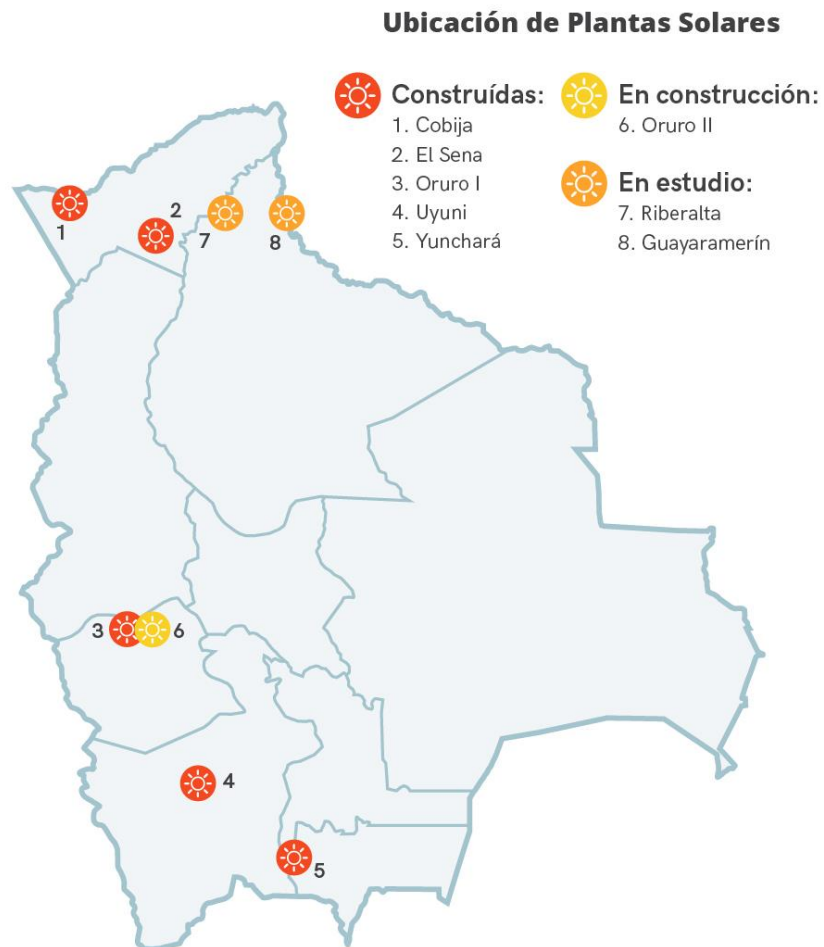 Ubicación de Plantas Solares
Construídas:
1. Cobija
2. El Sena
3. Oruro I
4. Uyuni
5. Yunchará
En construcción:
6. Oruro II
En estudio:
7. Riberalta
8. Guayaramerín
1
2
7
8
3
6
4
5